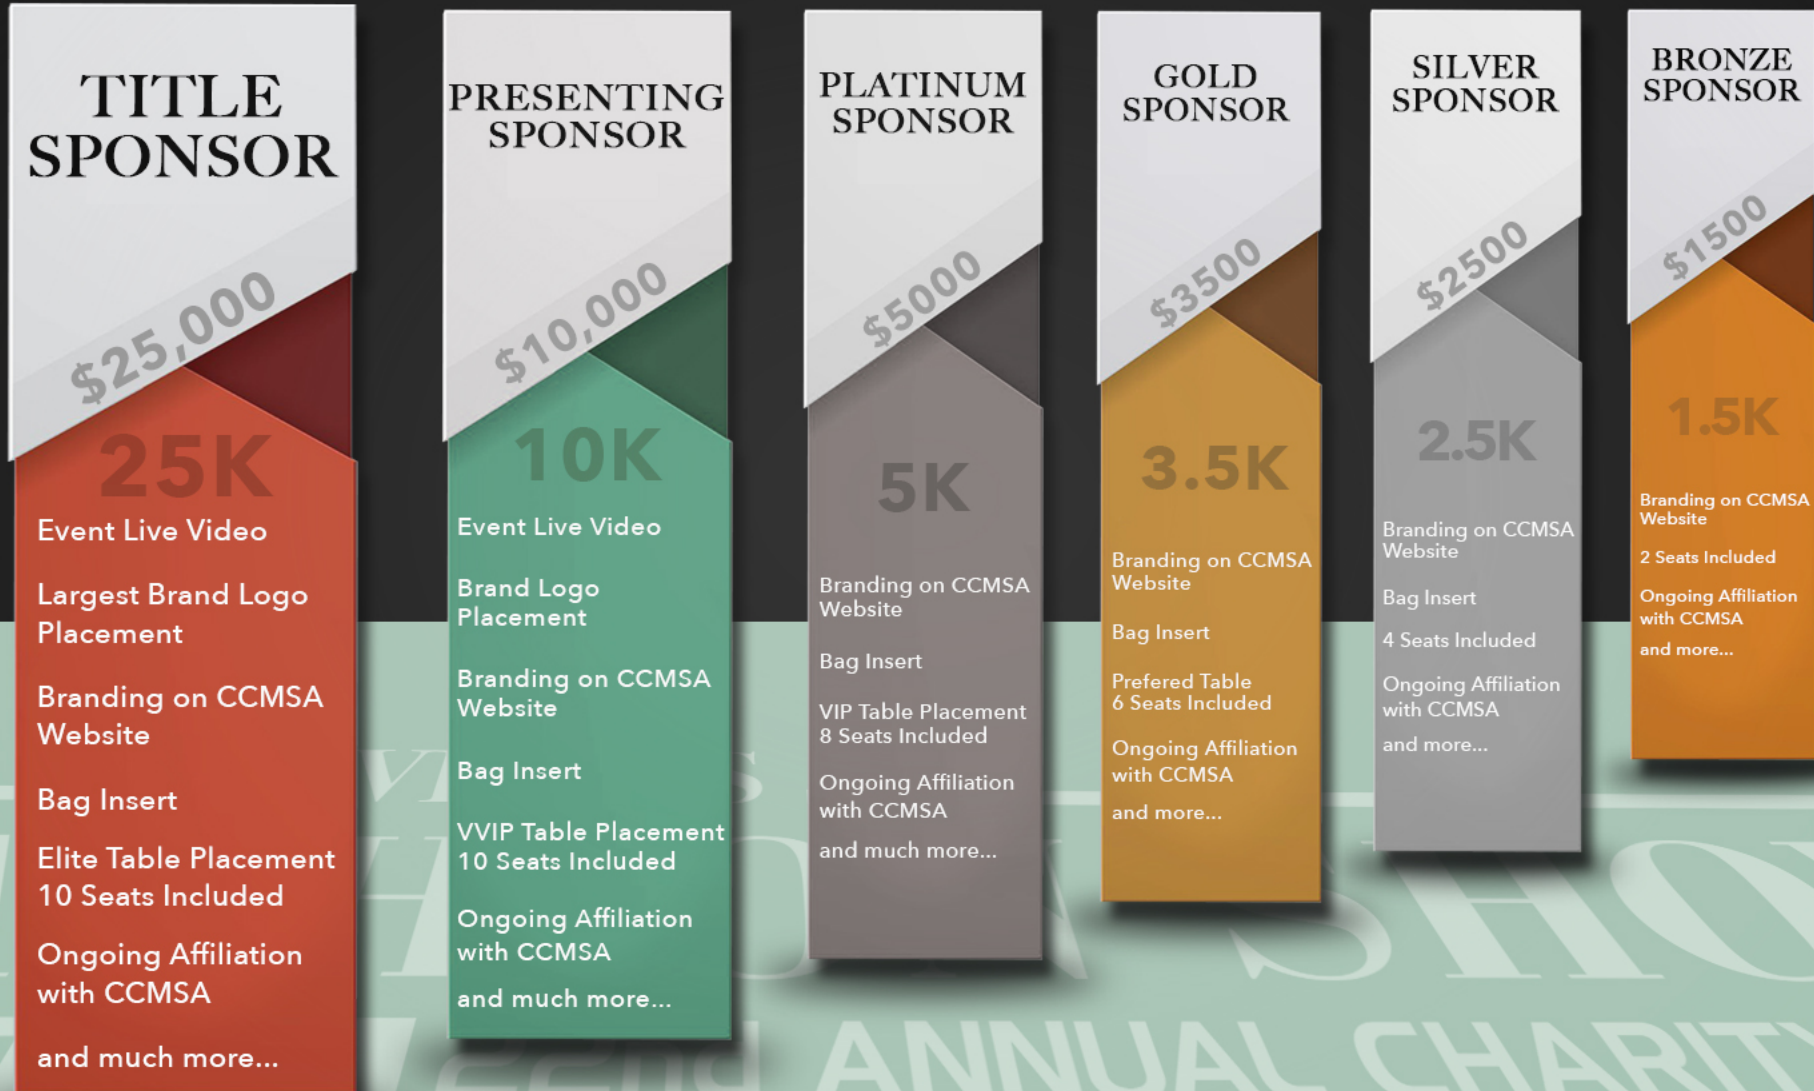 TITLE
SPONSOR
$25,000
25K
Event Live Video
Largest Brand Logo
Placement
Branding on CCMSA
Website
Bag Insert
Elite Table Placement
10 Seats Included
Ongoing Affiliation
with CCMSA
and much more...
PRESENTING
SPONSOR
$10,000
10K
Event Live Video
Brand Logo
Placement
Branding on CCMSA
Website
Bag Insert
VVIP Table Placement
10 Seats Included
Ongoing Affiliation
with CCMSA
and much more...
PLATINUM
SPONSOR
$5000
5K
Branding on CCMSA
Website
Bag Insert
VIP Table Placement
8 Seats Included
Ongoing Affiliation
with CCMSA
and much more...
GOLD
SPONSOR
$3500
3.5K
Branding on CCMSA
Website
Bag Insert
Prefered Table
6 Seats Included
Ongoing Affiliation
with CCMSA
and more...
SILVER
SPONSOR
$2500
2.5K
Branding on CCMSA
Website
Bag Insert
4 Seats Included
Ongoing Affiliation
with CCMSA
and more...
BRONZE
SPONSOR
$1500
1.5K
Branding on CCMSA
Website
2 Seats Included
Ongoing Affiliation
with CCMSA
and more...
22nd ANNUAL CHARITY